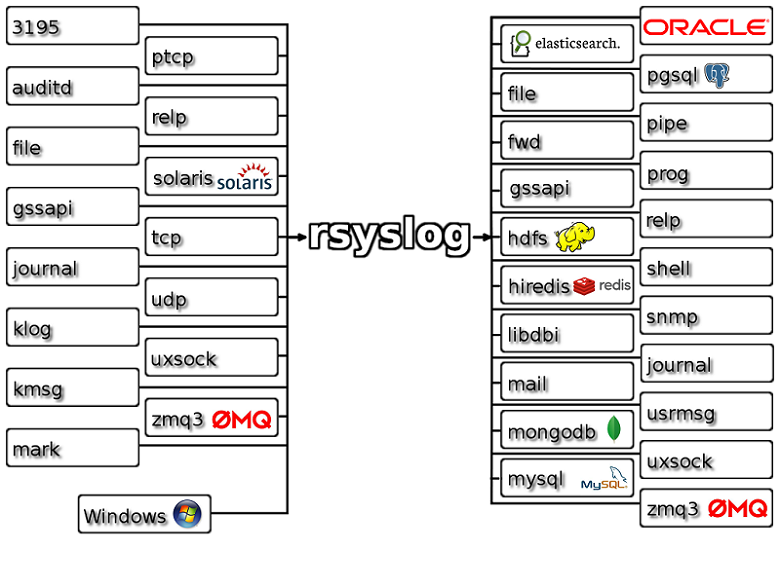 3195
ptcp
auditd
relp
file
solaris solaris
gssapi
tcp
journal
udp
klog
uxsock
kmsg
zmq3 ØMQ
mark
Windows
rsyslog
elasticsearch.
file
fwd
gssapi
hdfs
hiredis redis
libdbi
mail
mongodb
mysql MySQL
ORACLE
pgsql
pipe
prog
relp
shell
snmp
journal
usrmsg
uxsock
zmq3 ØMQ